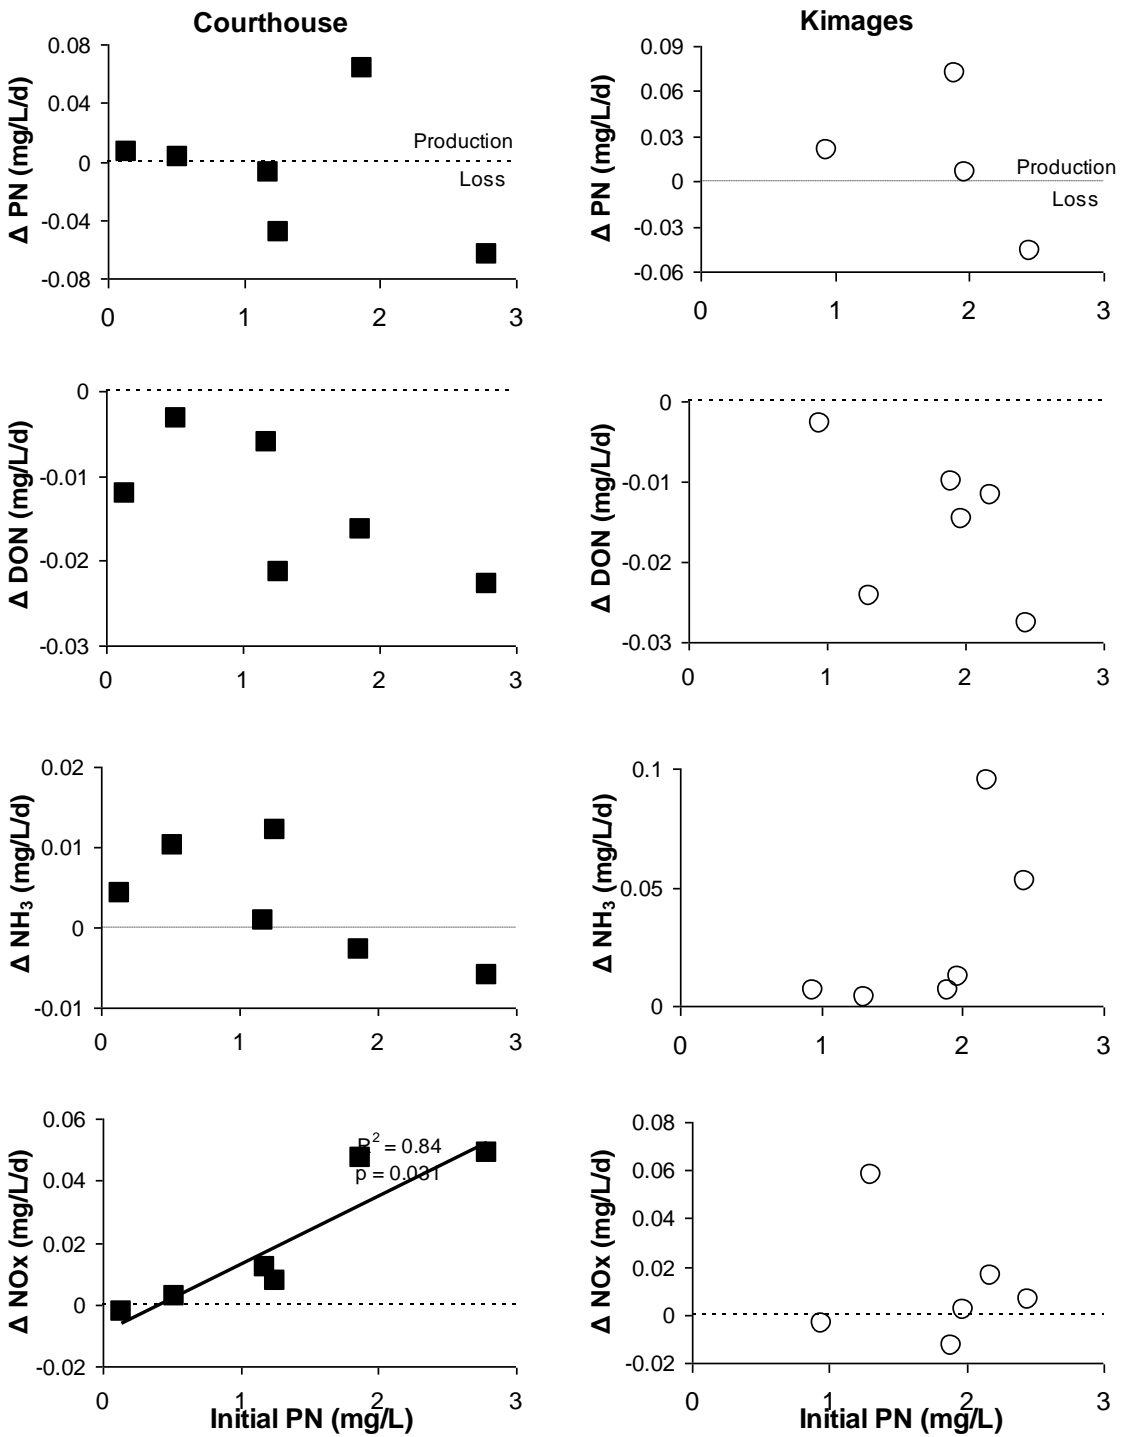 Courthouse
Kimages
0.08
0.04
0
-0.04
-0.08
Δ PN (mg/L/d)
Production
Loss
0 1 2 3
0.09
0.06
0.03
0
-0.03
-0.06
Δ PN (mg/L/d)
Production
Loss
0 1 2 3
0
-0.01
-0.02
-0.03
Δ DON (mg/L/d)
0 1 2 3
0
-0.01
-0.02
-0.03
Δ DON (mg/L/d)
0 1 2 3
0.02
0.01
0
-0.01
Δ NH₃ (mg/L/d)
0 1 2 3
0.1
0.05
0
Δ NH₃ (mg/L/d)
0 1 2 3
0.06
0.04
0.02
0
-0.02
Δ NOx (mg/L/d)
R² = 0.84
p = 0.031
0 1 2 3
Initial PN (mg/L)
0.08
0.06
0.04
0.02
0
-0.02
Δ NOx (mg/L/d)
0 1 2 3
Initial PN (mg/L)